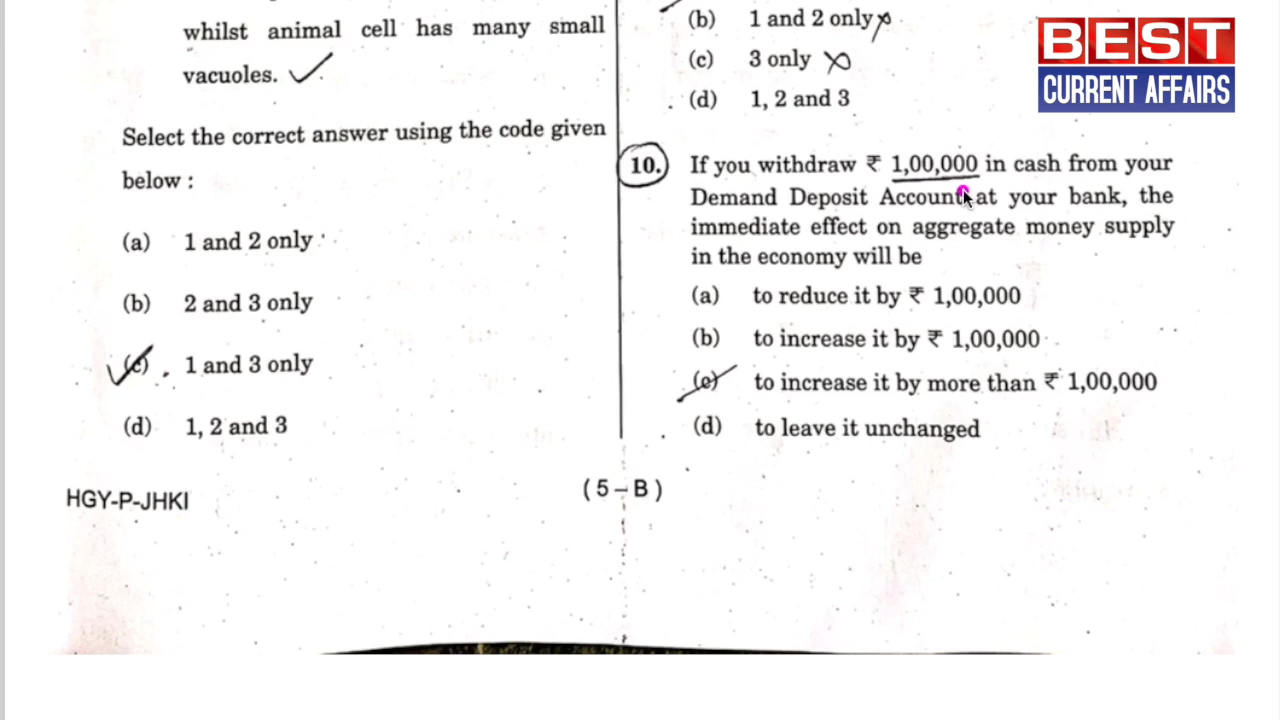 whilst animal cell has many small
vacuoles.
Select the correct answer using the code given
below :
(a) 1 and 2 only
(b) 2 and 3 only
(c) 1 and 3 only
(d) 1, 2 and 3
HGY-P-JHKI
(b) 1 and 2 only
(c) 3 only
(d) 1, 2 and 3
10. If you withdraw ₹ 1,00,000 in cash from your
Demand Deposit Account at your bank, the
immediate effect on aggregate money supply
in the economy will be
(a) to reduce it by ₹ 1,00,000
(b) to increase it by ₹ 1,00,000
(c) to increase it by more than ₹ 1,00,000
(d) to leave it unchanged
( 5 – B )
BEST
CURRENT AFFAIRS